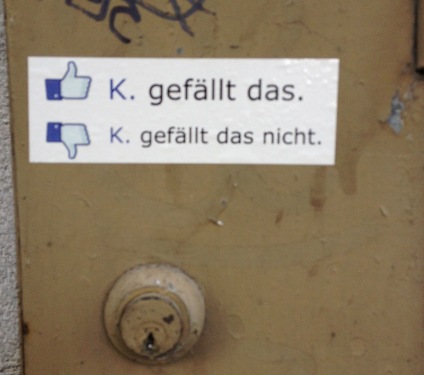 K. gefällt das.
K. gefällt das nicht.